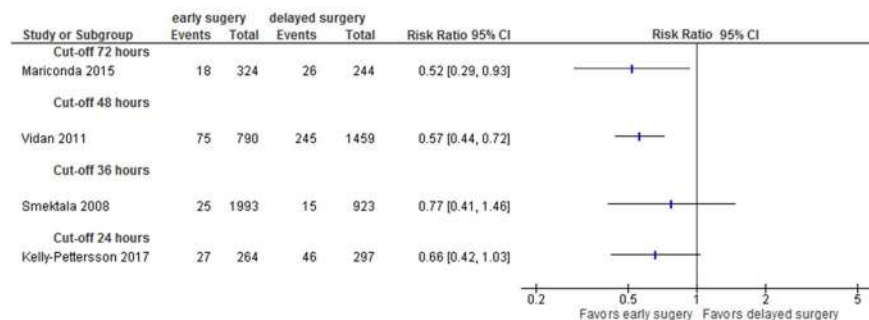 early sugery delayed surgery
Study or Subgroup Events Total Events Total Risk Ratio 95% CI Risk Ratio 95% CI
Cut-off 72 hours
Mariconda 2015 18 324 26 244 0.52 [0.29, 0.93]
Cut-off 48 hours
Vidan 2011 75 790 245 1459 0.57 [0.44, 0.72]
Cut-off 36 hours
Smektala 2008 25 1993 15 923 0.77 [0.41, 1.46]
Cut-off 24 hours
Kelly-Pettersson 2017 27 264 46 297 0.66 [0.42, 1.03]
0.2 0.5 1 2 5
Favors early sugery Favors delayed surgery